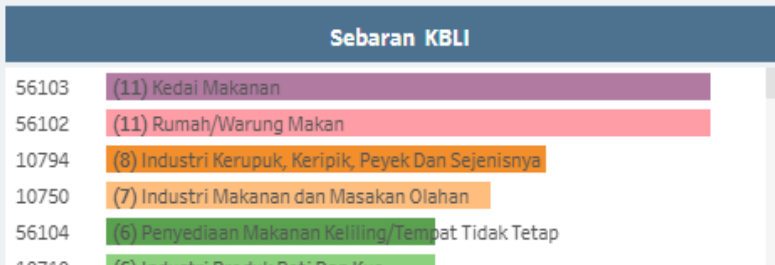 Sebaran KBLI
56103 (11) Kedai Makanan
56102 (11) Rumah/Warung Makan
10794 (8) Industri Kerupuk, Keripik, Peyek Dan Sejenisnya
10750 (7) Industri Makanan dan Masakan Olahan
56104 (6) Penyediaan Makanan Keliling/Tempat Tidak Tetap